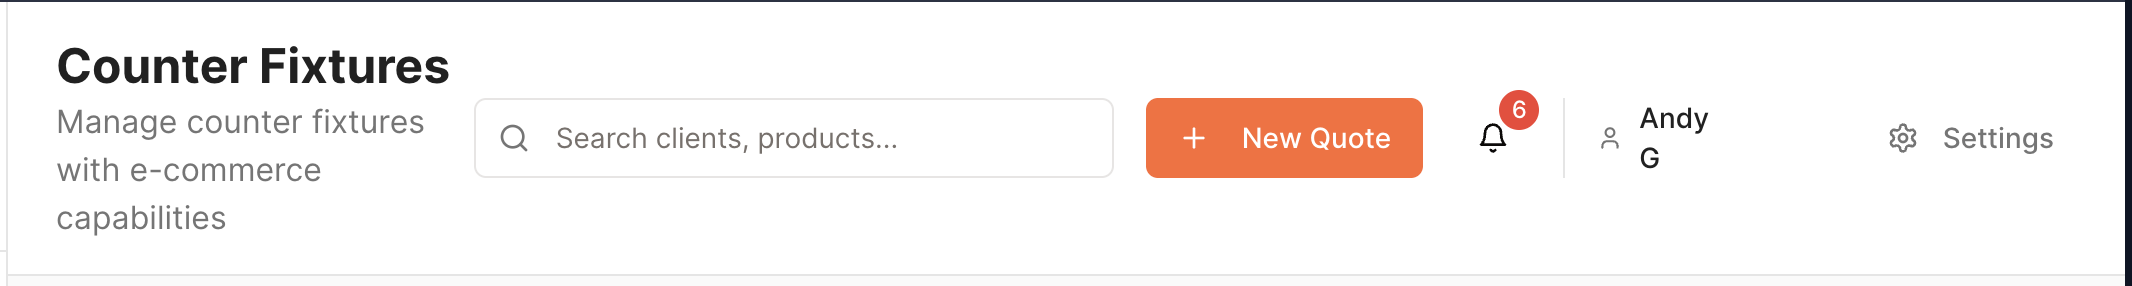 Counter Fixtures
Manage counter fixtures
with e-commerce
capabilities
Search clients, products...
New Quote
6
Andy
G
Settings